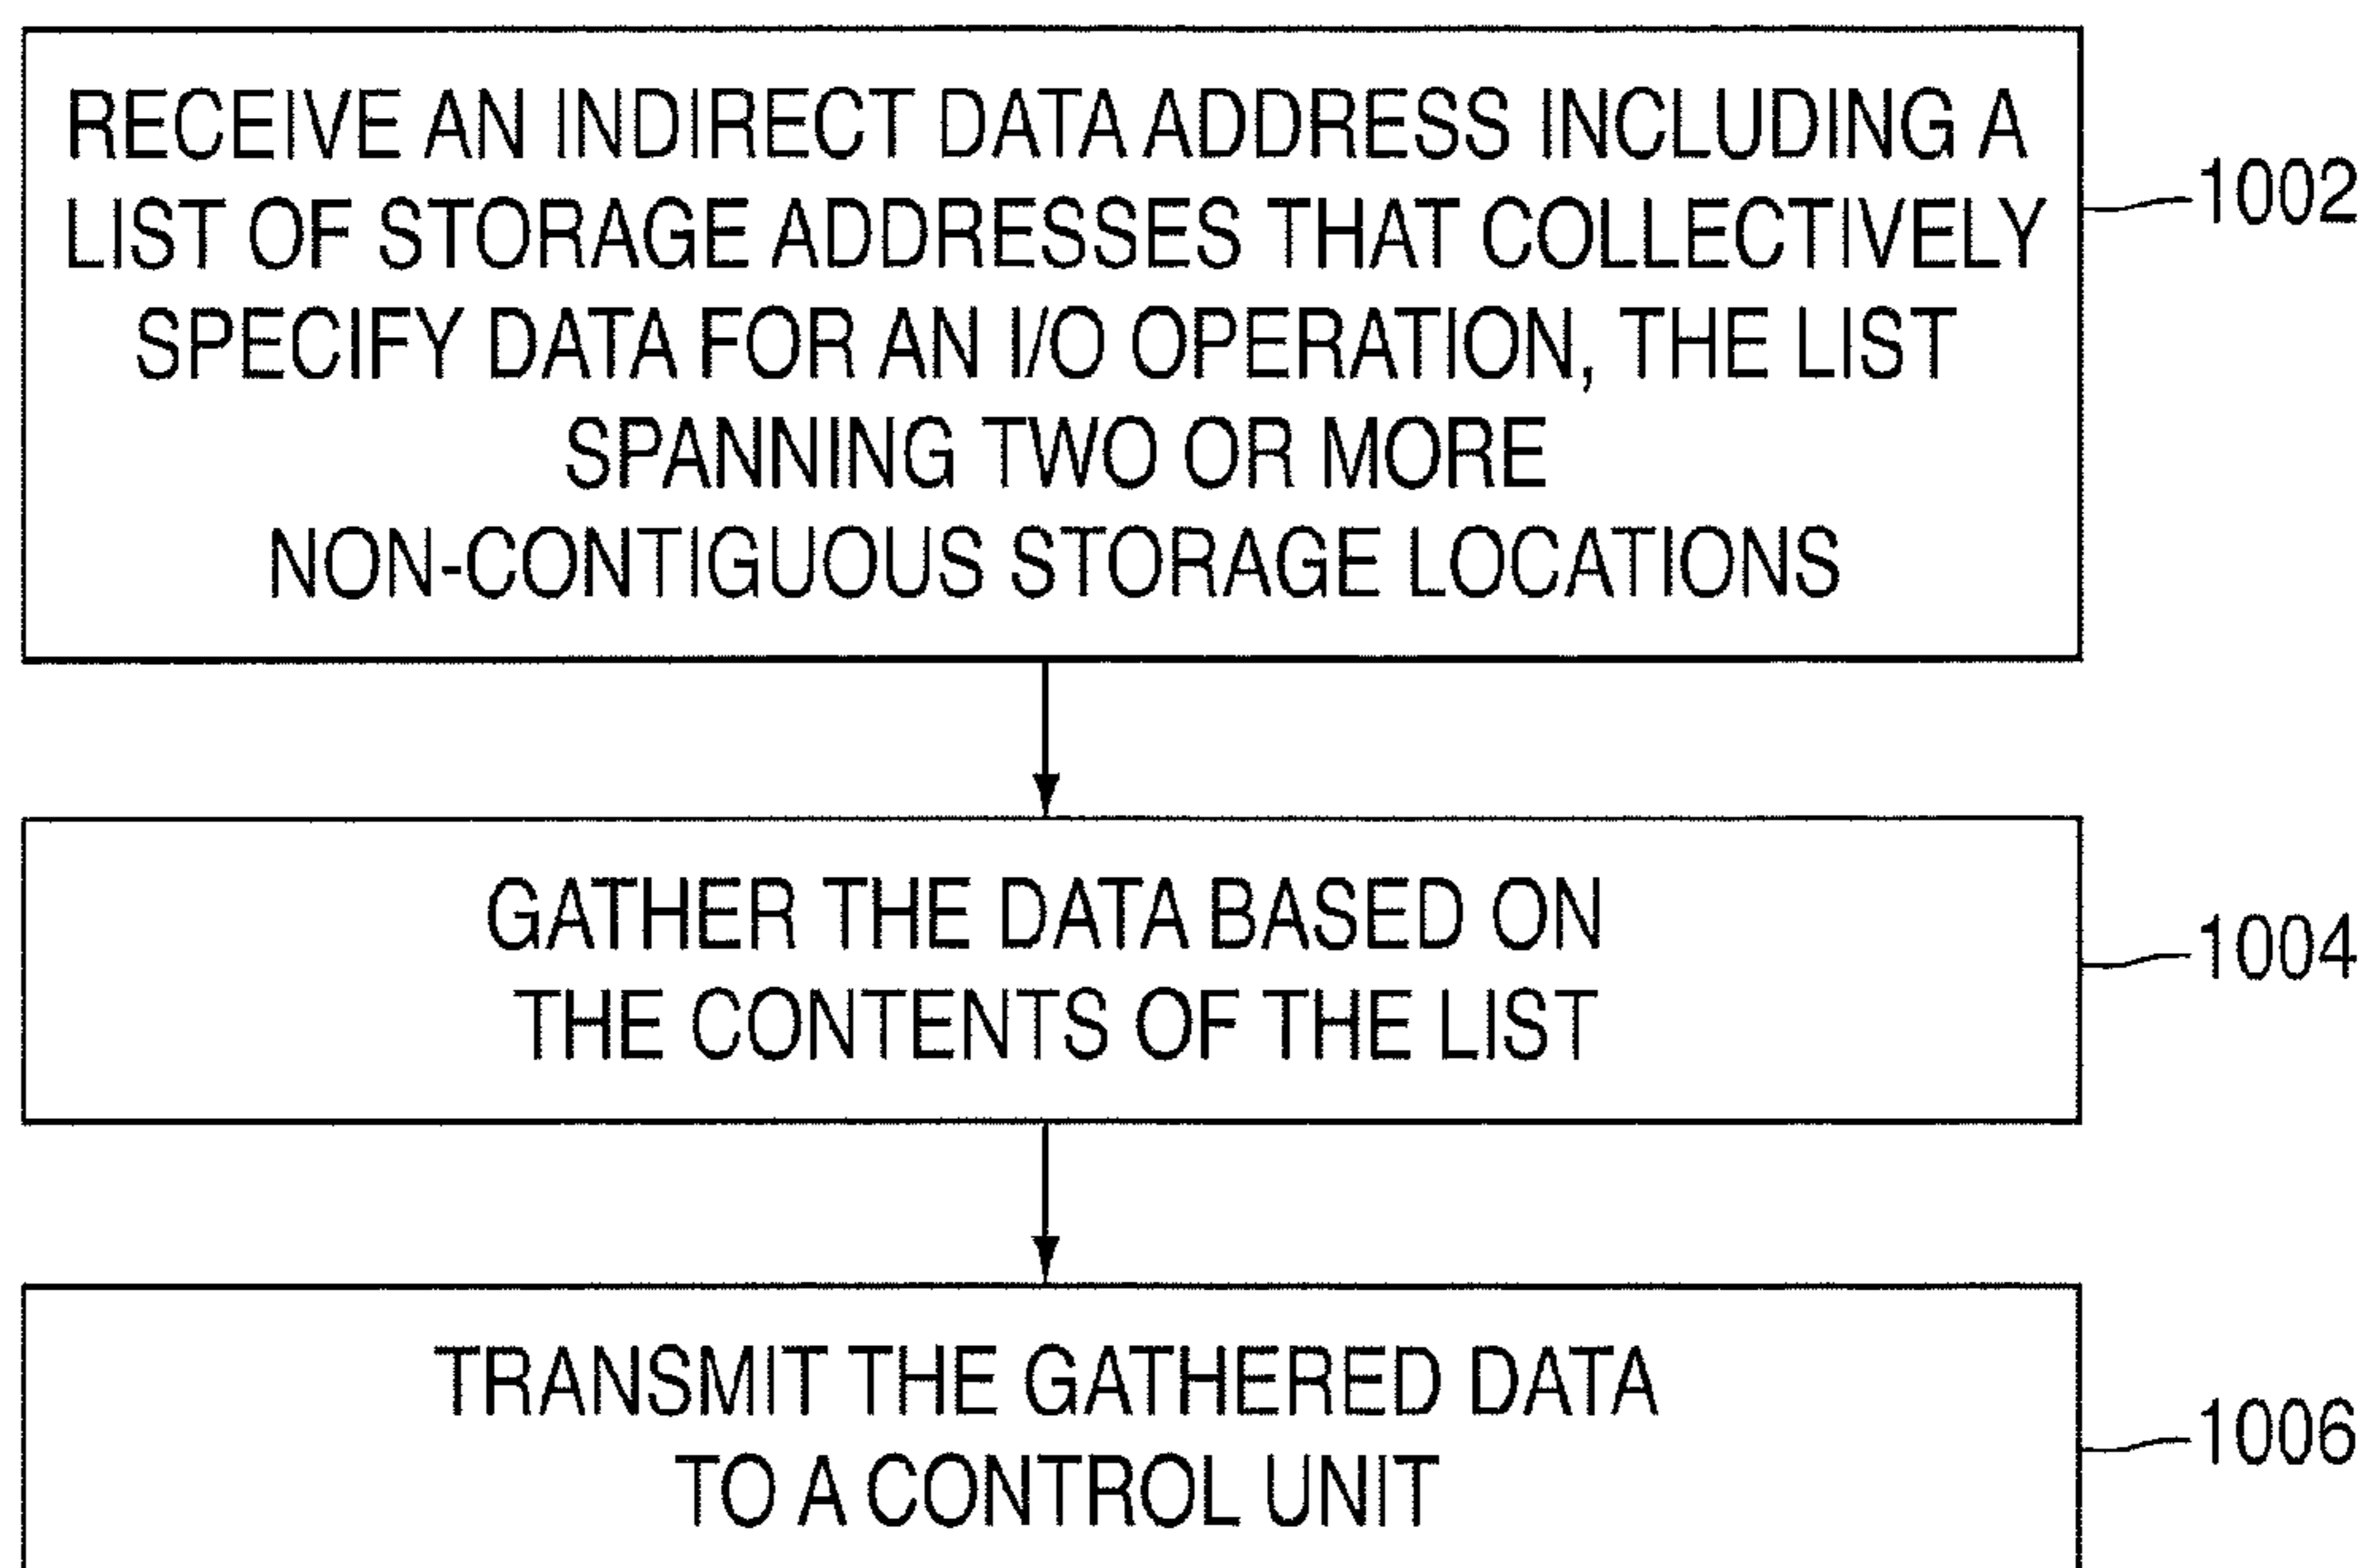 RECEIVE AN INDIRECT DATA ADDRESS INCLUDING A
LIST OF STORAGE ADDRESSES THAT COLLECTIVELY
SPECIFY DATA FOR AN I/O OPERATION, THE LIST
SPANNING TWO OR MORE
NON-CONTIGUOUS STORAGE LOCATIONS
1002
GATHER THE DATA BASED ON
THE CONTENTS OF THE LIST
1004
TRANSMIT THE GATHERED DATA
TO A CONTROL UNIT
1006